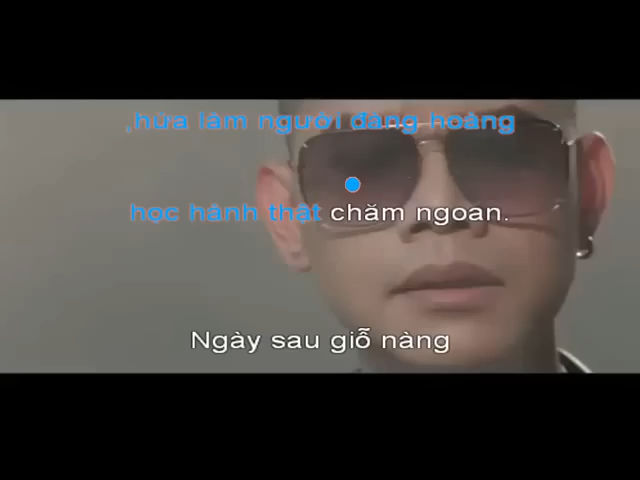 ,hứa làm người đàng hoàng
học hành thật chăm ngoan.
Ngày sau giỗ nàng